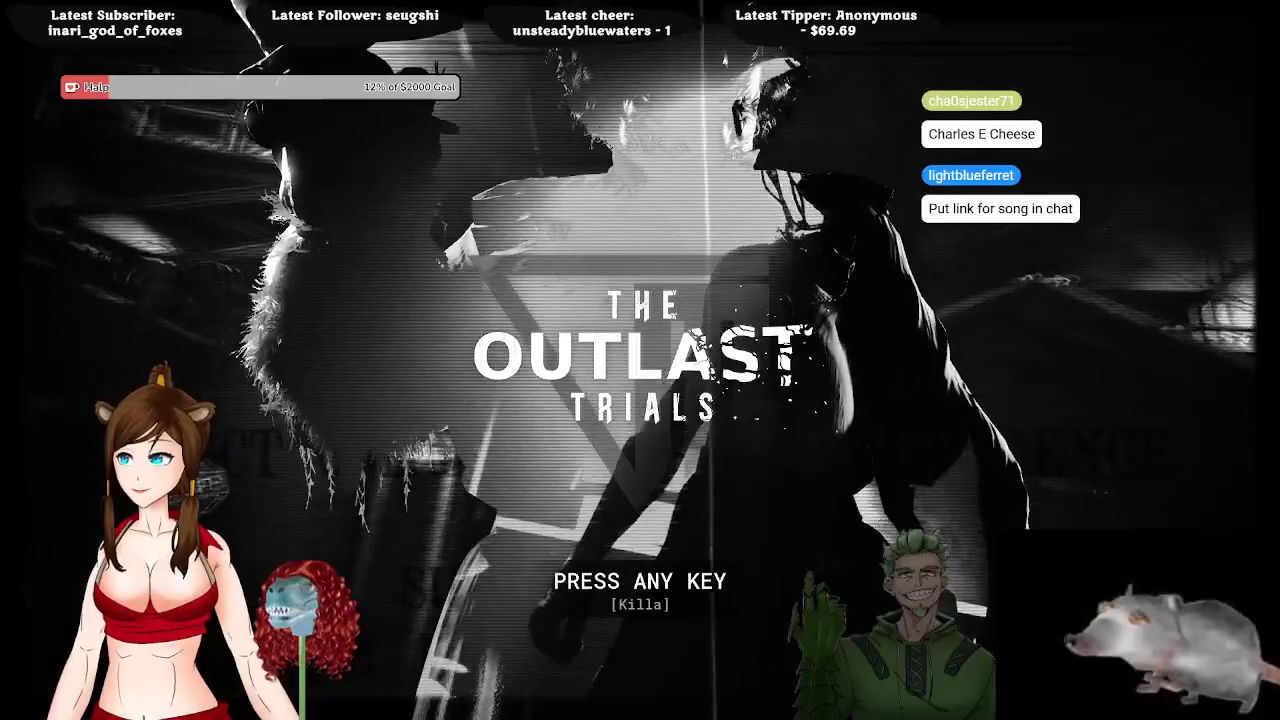 Latest Subscriber:
inari_god_of_foxes
Latest Follower: seugshi
Latest cheer:
unsteadybluewaters - 1
Latest Tipper: Anonymous
- $69.69
Halo
12% of $2000 Goal
cha0sjester71
Charles E Cheese
lightblueferret
Put link for song in chat
THE
OUTLAST
TRIALS
PRESS ANY KEY
[Killa]